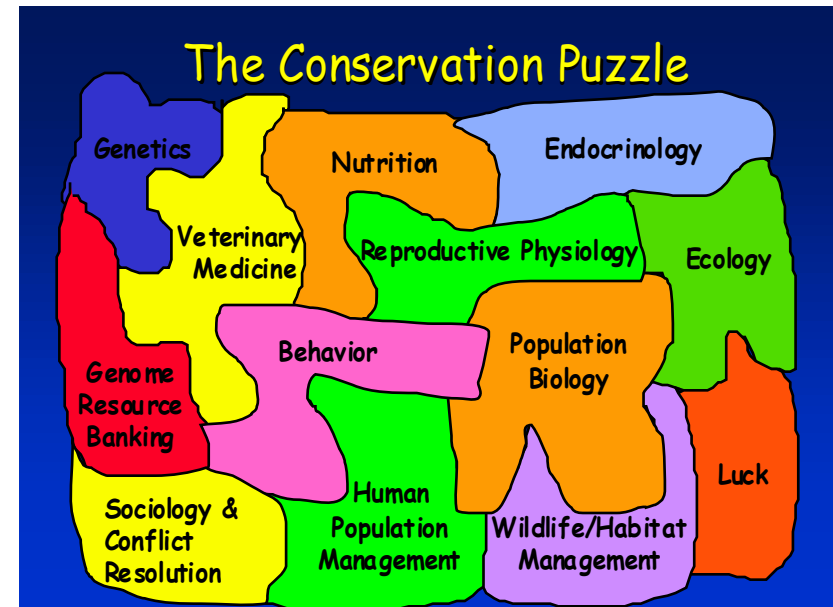 The Conservation Puzzle
Genetics
Nutrition
Endocrinology
Veterinary
Medicine
Reproductive Physiology
Ecology
Behavior
Population
Biology
Genome
Resource
Banking
Luck
Sociology &
Conflict
Resolution
Human
Population
Management
Wildlife/Habitat
Management